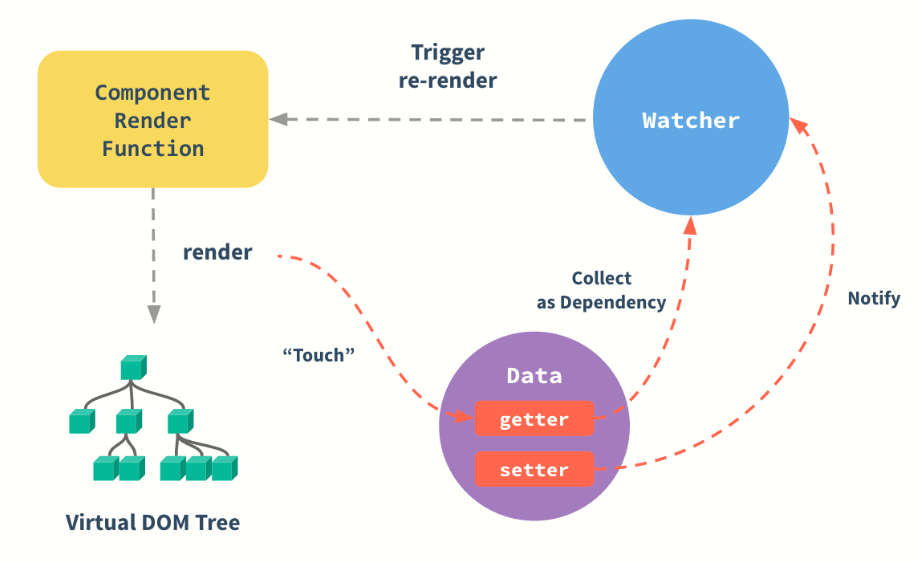 Trigger
re-render
Component
Render
Function
Watcher
render
Collect
as Dependency
Notify
“Touch”
Data
getter
setter
Virtual DOM Tree